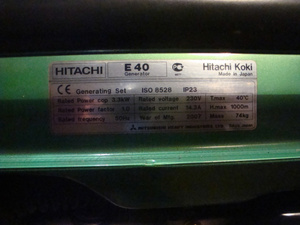 HITACHI E 40 Hitachi Koki
Generator Made in Japan
CE Generating Set ISO 8528 IP23
Rated Power cop 3.3kW Rated voltage 230V T.max 40°C
Rated Power factor 1.0 Rated current 14.3A H.max 1000m
Rated frequency 50Hz Year of Mfg. Mass 74kg